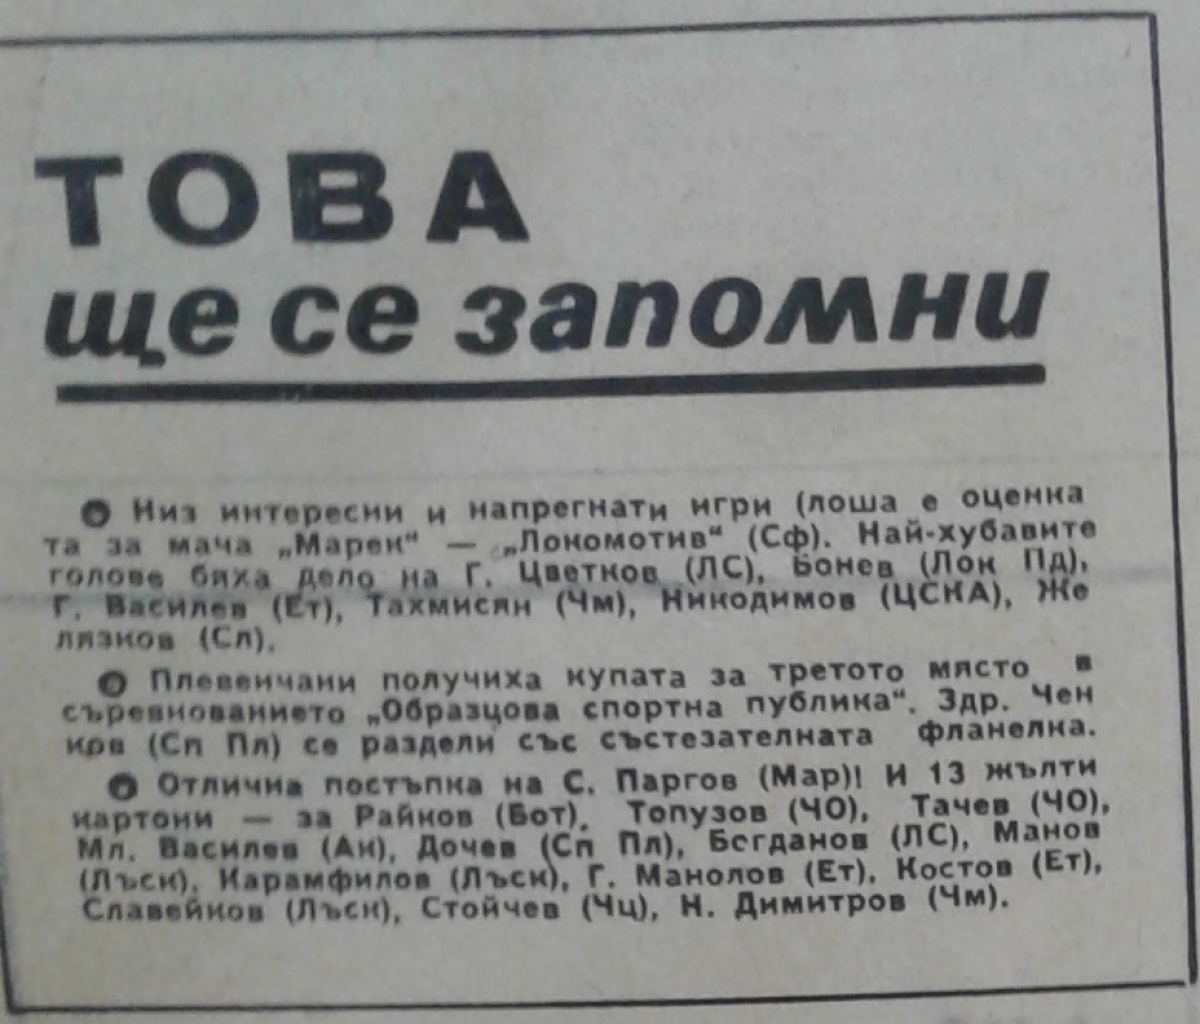 ТОВА
ще се запомни
Низ интересни и напрегнати игри (лоша е оценка
та за мача „Марек“ — „Локомотив“ (Сф). Най-хубавите
голове бяха дело на Г. Цветков (ЛС), Бонев (Лок Пд),
Г. Василев (Ет), Тахмисян (Чм), Никодимов (ЦСКА), Же
лязков (Сл).
Плевенчани получиха купата за третото място в
съревнованието „Образцова спортна публика“. Здр. Чен
ков (Сп Пл) се раздели със състезателната фланелка.
Отлична постъпка на С. Паргов (Мар)! И 13 жълти
картони — за Райков (Бот), Топузов (ЧО), Тачев (ЧО),
Мл. Василев (Ак), Дочев (Сп Пл), Богданов (ЛС), Манов
(Лъск), Карамфилов (Лъск), Г. Манолов (Ет), Костов (Ет),
Славейков (Лъск), Стойчев (Чц), Н. Димитров (Чм).